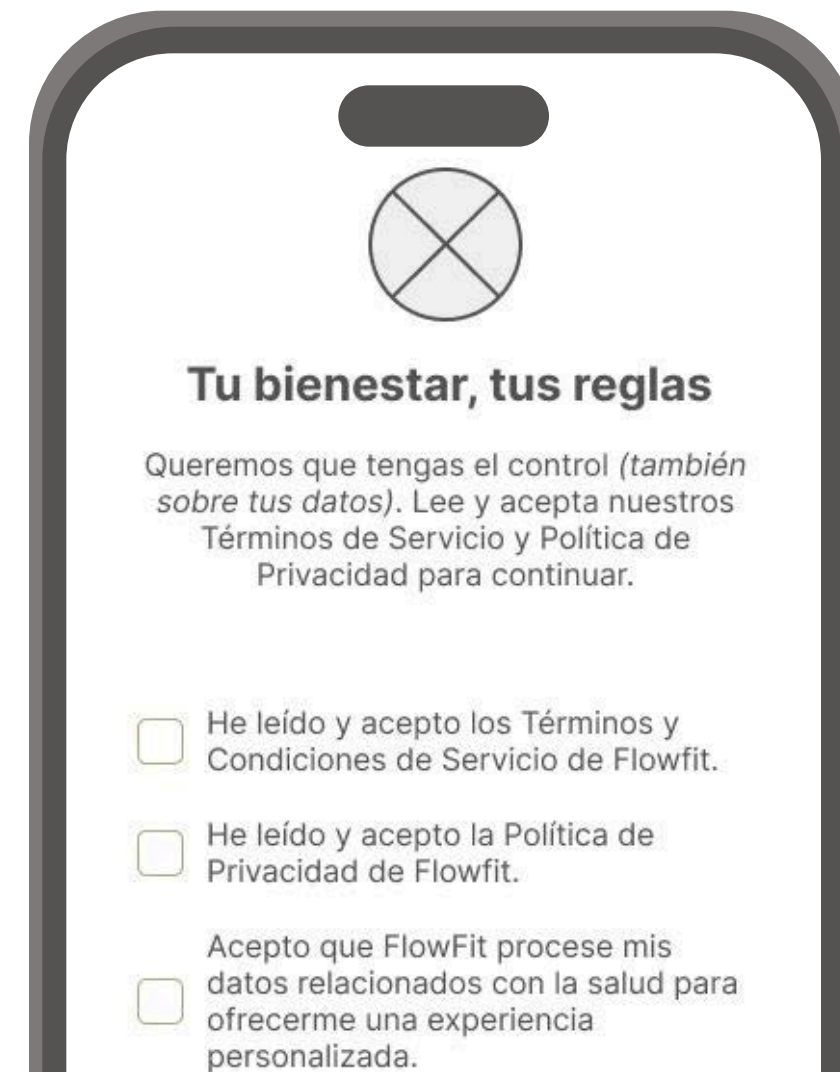 Tu bienestar, tus reglas
Queremos que tengas el control (también
sobre tus datos). Lee y acepta nuestros
Términos de Servicio y Política de
Privacidad para continuar.
He leído y acepto los Términos y
Condiciones de Servicio de Flowfit.
He leído y acepto la Política de
Privacidad de Flowfit.
Acepto que FlowFit procese mis
datos relacionados con la salud para
ofrecerme una experiencia
personalizada.